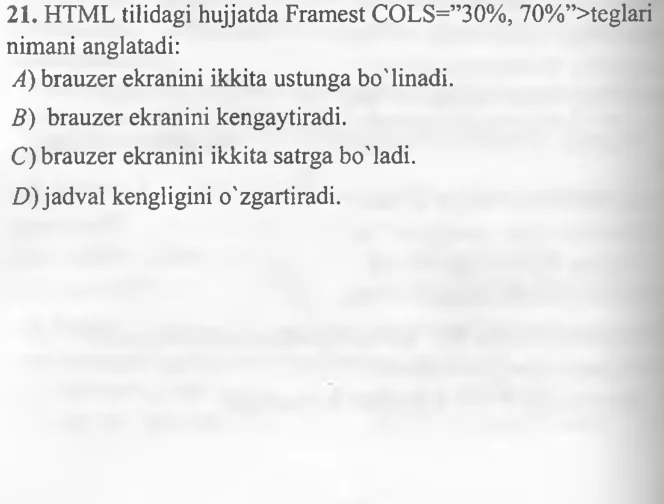 21. HTML tilidagi hujjatda Framest COLS=”30%, 70%”>teglari
nimani anglatadi:
A) brauzer ekranini ikkita ustunga bo`linadi.
B) brauzer ekranini kengaytiradi.
C) brauzer ekranini ikkita satrga bo`ladi.
D) jadval kengligini o`zgartiradi.